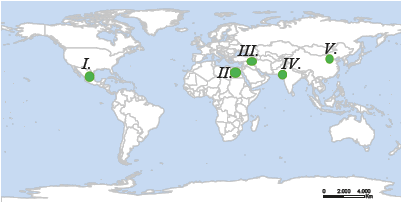 III.
V.
I.
II.
IV.
0 2.000 4.000
Km